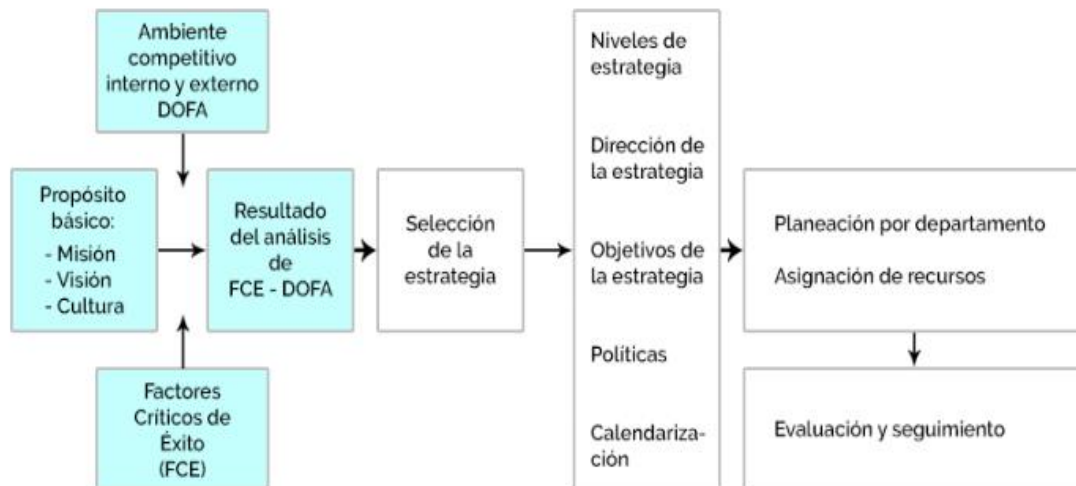 Ambiente
competitivo
interno y externo
DOFA
Propósito
básico:
- Misión
- Visión
- Cultura
Factores
Críticos de
Éxito
(FCE)
Resultado
del análisis
de
FCE - DOFA
Selección
de la
estrategia
Niveles de
estrategia
Dirección de
la estrategia
Objetivos de
la estrategia
Políticas
Calendariza-
ción
Planeación por departamento
Asignación de recursos
Evaluación y seguimiento